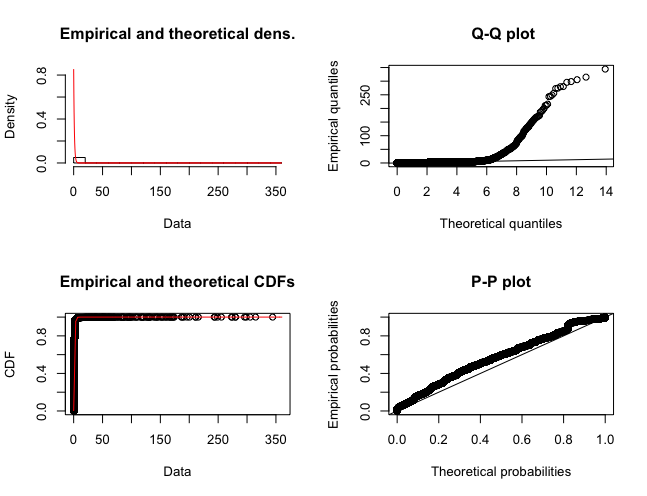 Empirical and theoretical dens.
Density
0.0 0.4 0.8
0 50 150 250 350
Data
Q-Q plot
Empirical quantiles
0 100 250
0 2 4 6 8 10 12 14
Theoretical quantiles
Empirical and theoretical CDFs
CDF
0.0 0.4 0.8
0 50 150 250 350
Data
P-P plot
Empirical probabilities
0.0 0.4 0.8
0.0 0.2 0.4 0.6 0.8 1.0
Theoretical probabilities